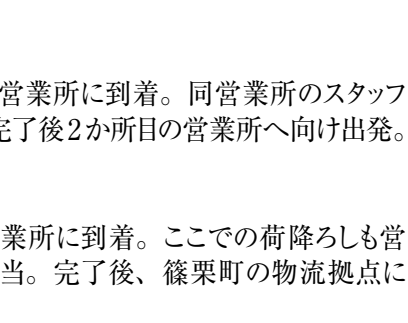 営業所に到着。同営業所のスタッフ
完了後2か所目の営業所へ向け出発。
業所に到着。ここでの荷降ろしも営
当。完了後、篠栗町の物流拠点に